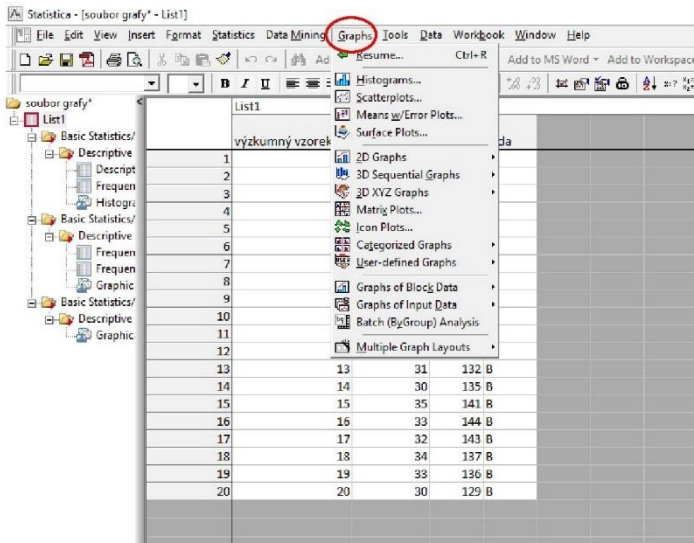 Statistica - [soubor grafy* - List1]
File Edit View Insert Format Statistics Data Mining Graphs Tools Data Workbook Window Help
Add to MS Word Add to Workspace
B I U
Resume... Ctrl+R
Histograms...
Scatterplots...
Means w/Error Plots...
Surface Plots...
2D Graphs
3D Sequential Graphs
3D XYZ Graphs
Matrix Plots...
Icon Plots...
Categorized Graphs
User-defined Graphs
Graphs of Block Data
Graphs of Input Data
Batch (ByGroup) Analysis
Multiple Graph Layouts
soubor grafy*
List1
Basic Statistics/
Descriptive
Descript
Frequen
Histogra
Basic Statistics/
Descriptive
Frequen
Frequen
Graphic
Basic Statistics/
Descriptive
Graphic
List1
výzkumný vzorek da
1
2
3
4
5
6
7
8
9
10
11
12
13 13 31 132 B
14 14 30 135 B
15 15 35 141 B
16 16 33 144 B
17 17 32 143 B
18 18 34 137 B
19 19 33 136 B
20 20 30 129 B